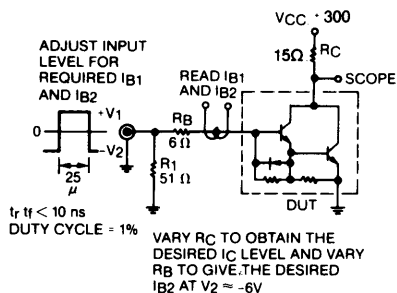 VCC · 300
RC
15Ω
SCOPE
ADJUST INPUT
LEVEL FOR
REQUIRED IB1
AND IB2
READ IB1
AND IB2
+V1
0
-V2
25
μ
RB
6 Ω
R1
51 Ω
DUT
tr tf < 10 ns
DUTY CYCLE = 1%
VARY RC TO OBTAIN THE
DESIRED IC LEVEL AND VARY
RB TO GIVE THE DESIRED
IB2 AT V2 ≈ -6V